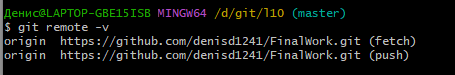 Денис@LAPTOP-GBE15ISB MINGW64 /d/git/l10 (master)
$ git remote -v
origin  https://github.com/denisd1241/FinalWork.git (fetch)
origin  https://github.com/denisd1241/FinalWork.git (push)